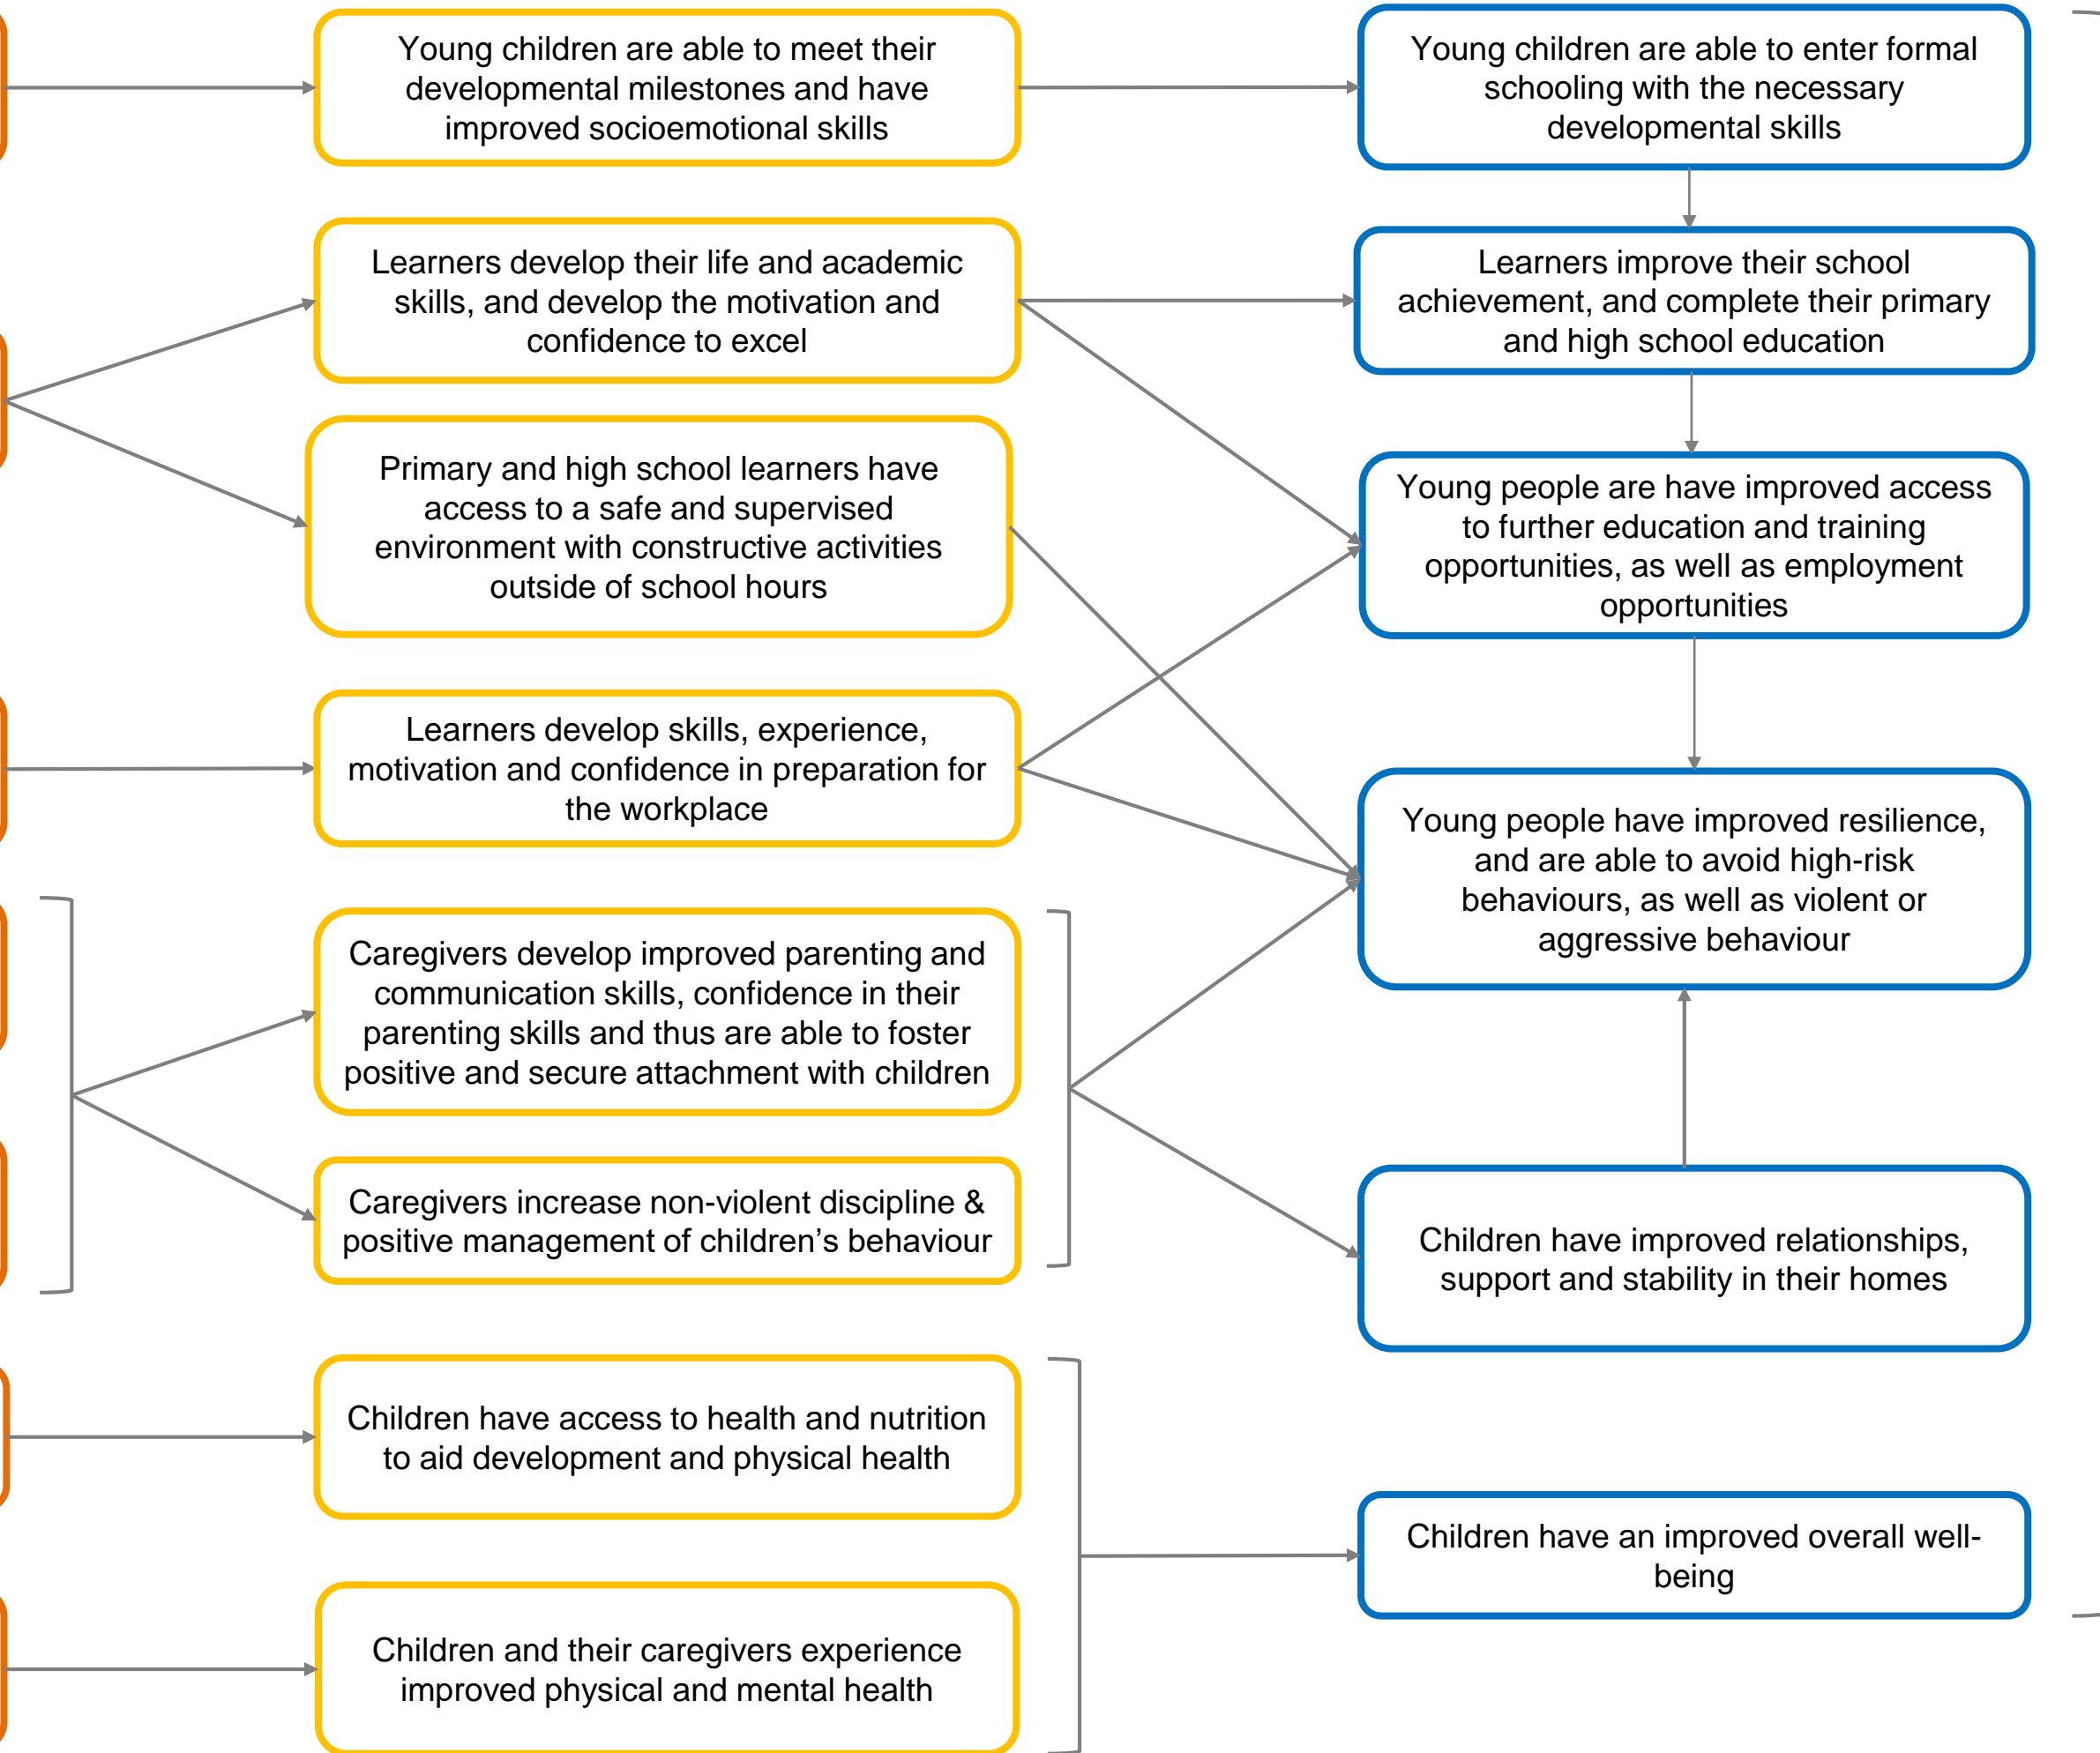 Young children are able to meet their
developmental milestones and have
improved socioemotional skills
Young children are able to enter formal
schooling with the necessary
developmental skills
Learners develop their life and academic
skills, and develop the motivation and
confidence to excel
Learners improve their school
achievement, and complete their primary
and high school education
Primary and high school learners have
access to a safe and supervised
environment with constructive activities
outside of school hours
Young people are have improved access
to further education and training
opportunities, as well as employment
opportunities
Learners develop skills, experience,
motivation and confidence in preparation for
the workplace
Young people have improved resilience,
and are able to avoid high-risk
behaviours, as well as violent or
aggressive behaviour
Caregivers develop improved parenting and
communication skills, confidence in their
parenting skills and thus are able to foster
positive and secure attachment with children
Caregivers increase non-violent discipline &
positive management of children’s behaviour
Children have improved relationships,
support and stability in their homes
Children have access to health and nutrition
to aid development and physical health
Children have an improved overall well-
being
Children and their caregivers experience
improved physical and mental health